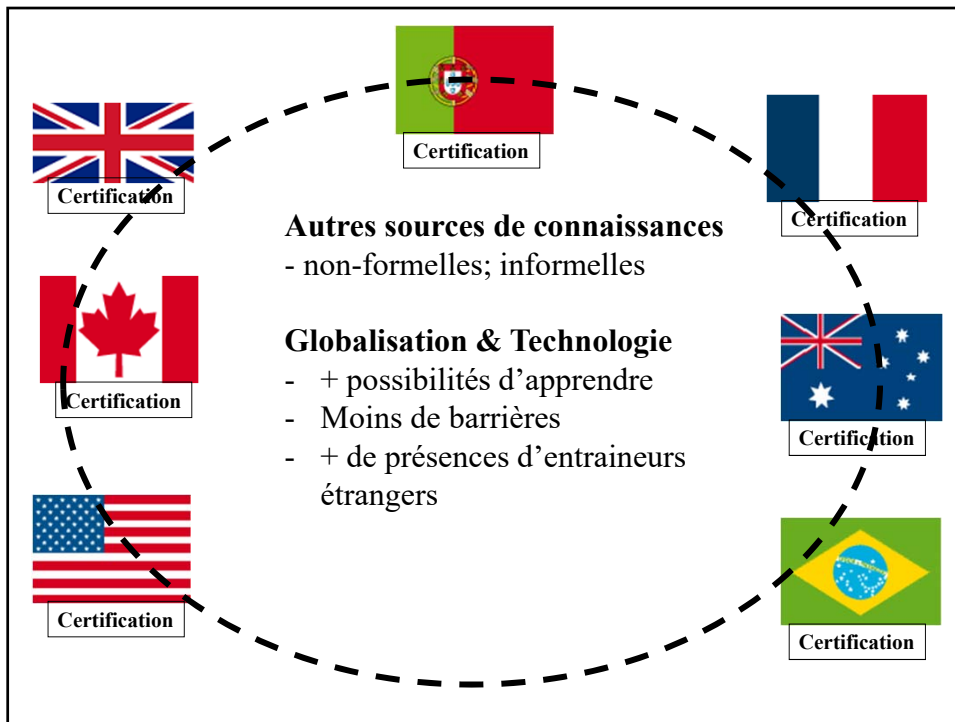 Certification
Certification
Certification
Autres sources de connaissances
- non-formelles; informelles
Certification
Globalisation & Technologie
- + possibilités d’apprendre
- Moins de barrières
- + de présences d’entraineurs
étrangers
Certification
Certification
Certification